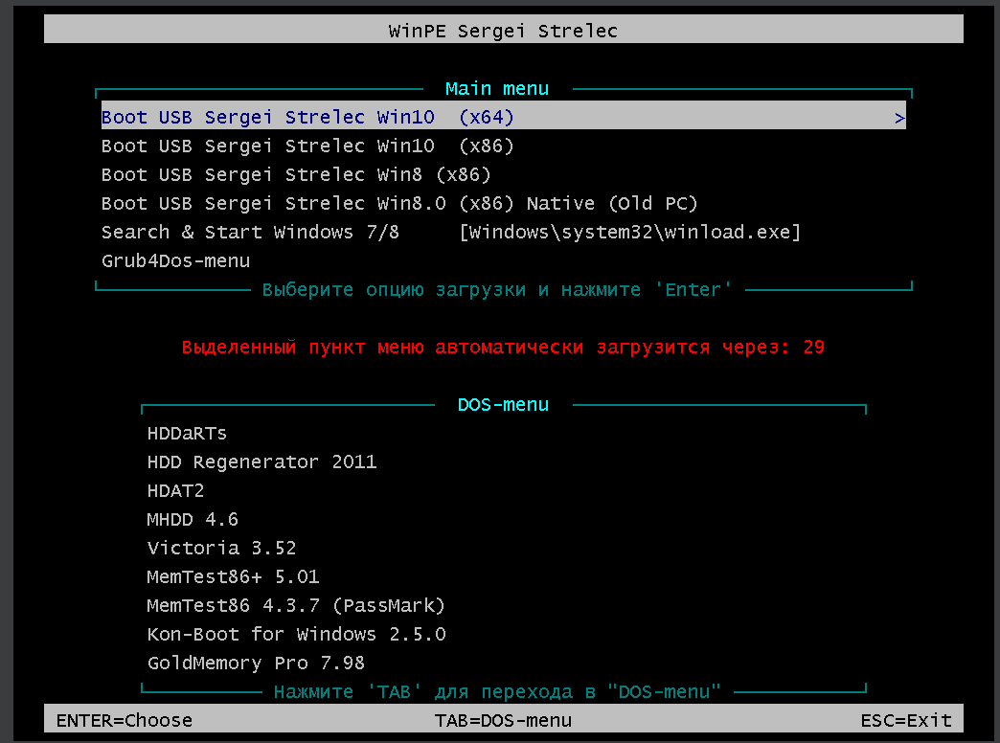 WinPE Sergei Strelec
Main menu
Boot USB Sergei Strelec Win10  (x64) >
Boot USB Sergei Strelec Win10  (x86)
Boot USB Sergei Strelec Win8 (x86)
Boot USB Sergei Strelec Win8.0 (x86) Native (Old PC)
Search & Start Windows 7/8     [Windows\system32\winload.exe]
Grub4Dos-menu
Выберите опцию загрузки и нажмите 'Enter'
Выделенный пункт меню автоматически загрузится через: 29
DOS-menu
HDDaRTs
HDD Regenerator 2011
HDAT2
MHDD 4.6
Victoria 3.52
MemTest86+ 5.01
MemTest86 4.3.7 (PassMark)
Kon-Boot for Windows 2.5.0
GoldMemory Pro 7.98
Нажмите 'TAB' для перехода в "DOS-menu"
ENTER=Choose TAB=DOS-menu ESC=Exit